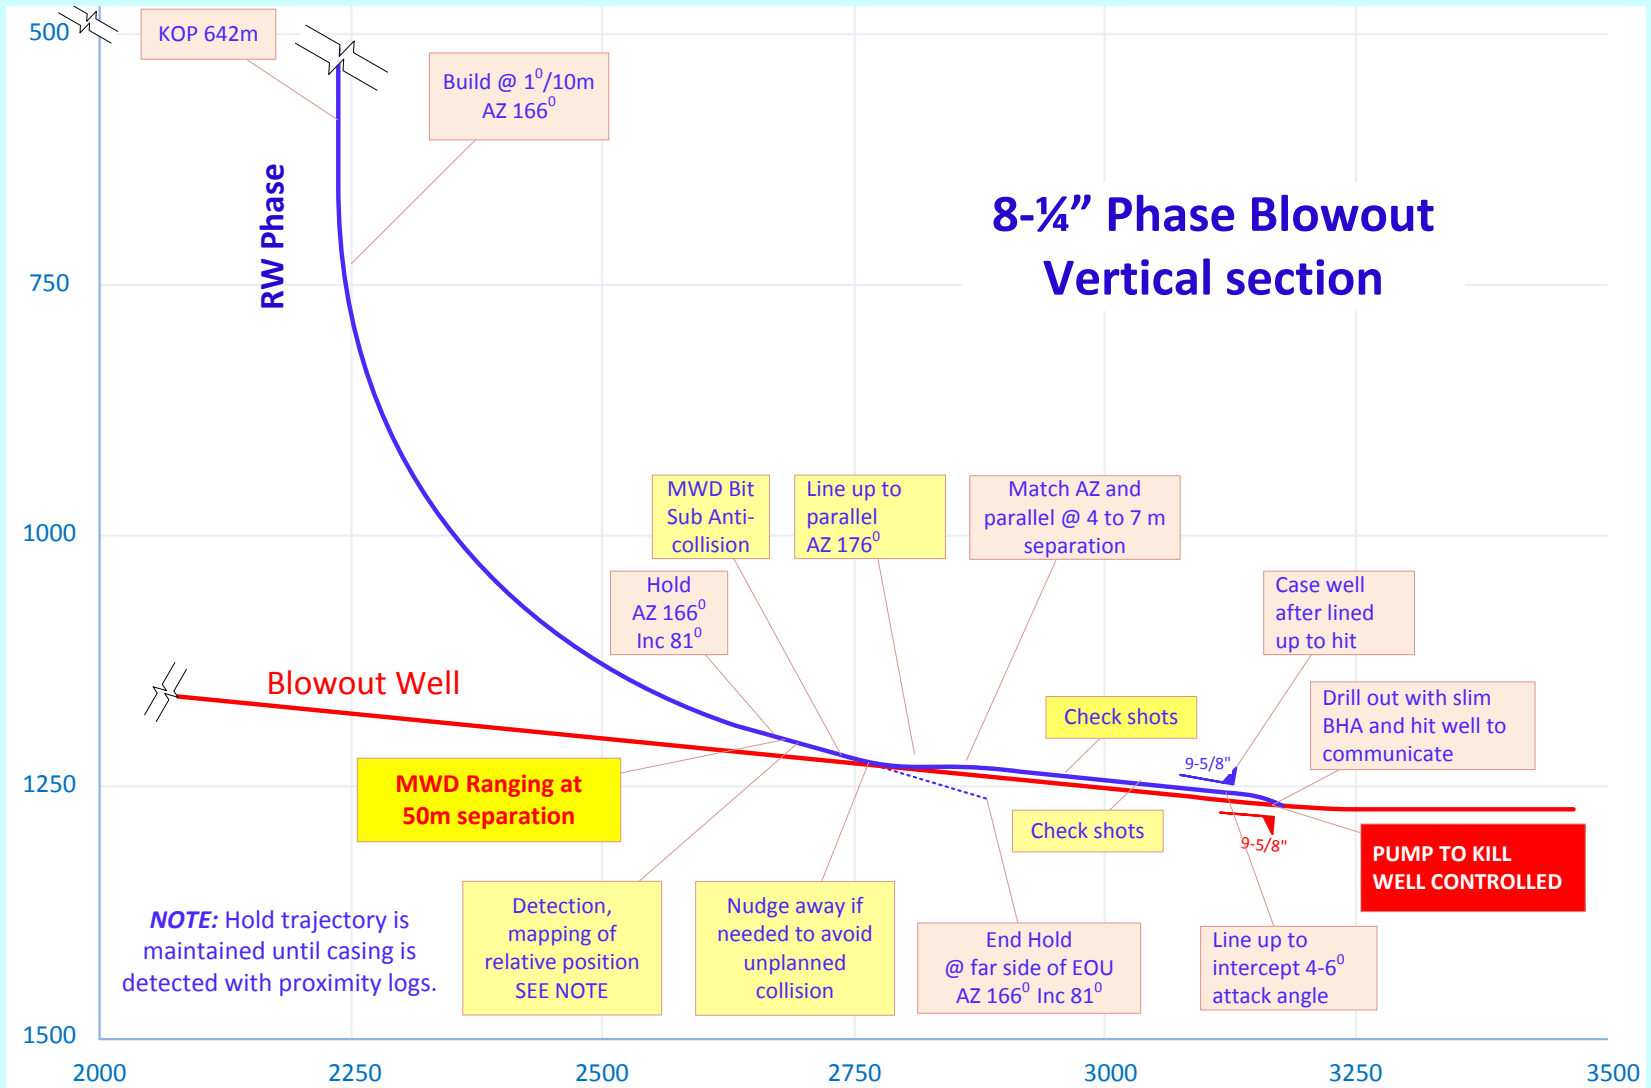 500
KOP 642m
Build @ 1⁰/10m
AZ 166⁰
RW Phase
8-¼” Phase Blowout
Vertical section
750
1000
MWD Bit
Sub Anti-
collision
Line up to
parallel
AZ 176⁰
Match AZ and
parallel @ 4 to 7 m
separation
Hold
AZ 166⁰
Inc 81⁰
Case well
after lined
up to hit
Blowout Well
Check shots
Drill out with slim
BHA and hit well to
communicate
9-5/8"
1250
MWD Ranging at
50m separation
Check shots
9-5/8"
PUMP TO KILL
WELL CONTROLLED
NOTE: Hold trajectory is
maintained until casing is
detected with proximity logs.
Detection,
mapping of
relative position
SEE NOTE
Nudge away if
needed to avoid
unplanned
collision
End Hold
@ far side of EOU
AZ 166⁰ Inc 81⁰
Line up to
intercept 4-6⁰
attack angle
1500
2000 2250 2500 2750 3000 3250 3500